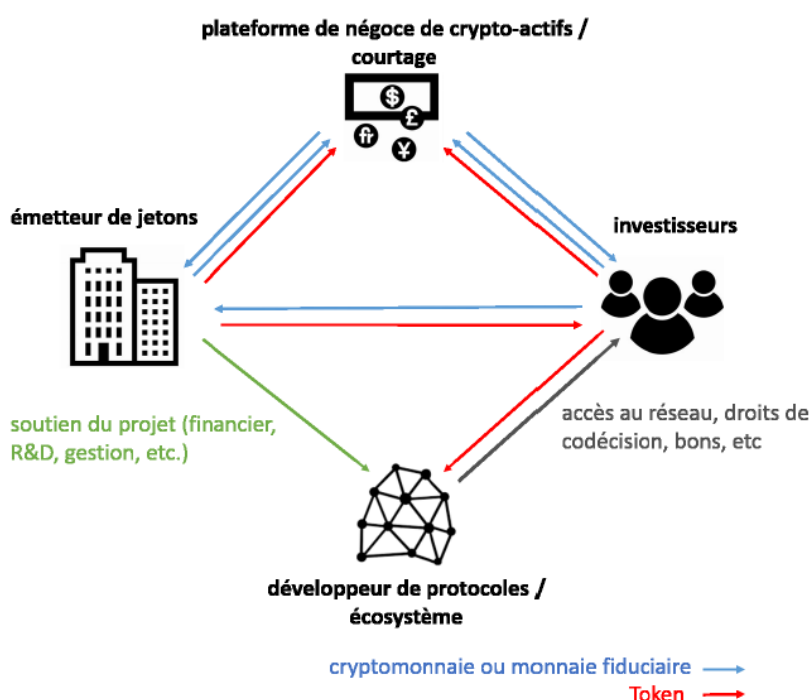 plateforme de négoce de crypto-actifs /
courtage
$
£
fr
¥
émetteur de jetons
investisseurs
soutien du projet (financier,
R&D, gestion, etc.)
accès au réseau, droits de
codécision, bons, etc
développeur de protocoles /
écosystème
cryptomonnaie ou monnaie fiduciaire
Token